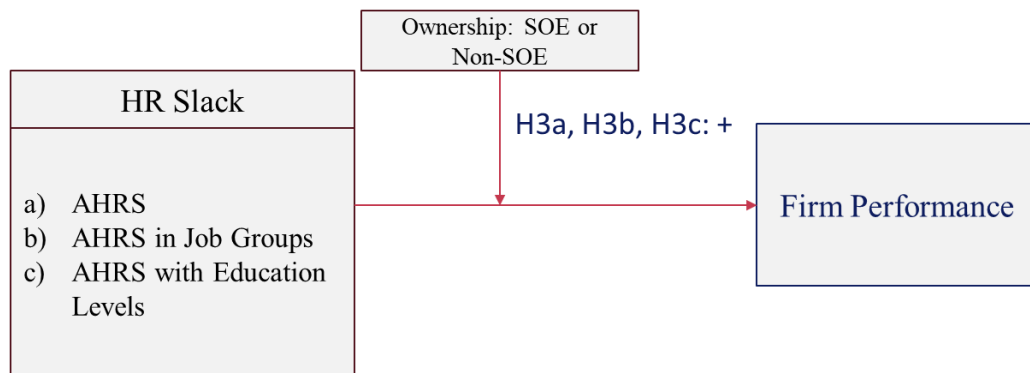 Ownership: SOE or
Non-SOE
HR Slack
H3a, H3b, H3c: +
a) AHRS
b) AHRS in Job Groups
c) AHRS with Education
Levels
Firm Performance